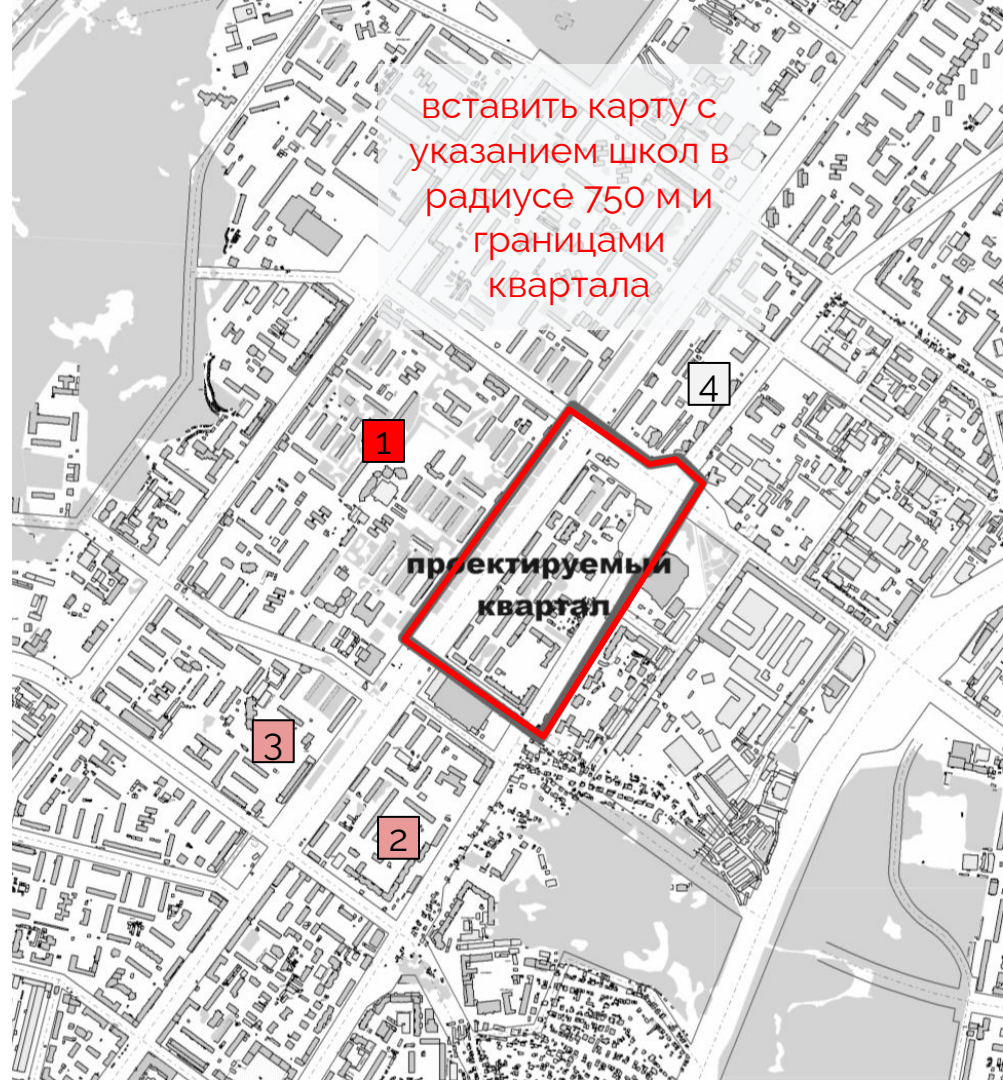 вставить карту с
указанием школ в
радиусе 750 м и
границами
квартала
4
1
проектируемый
квартал
3
2